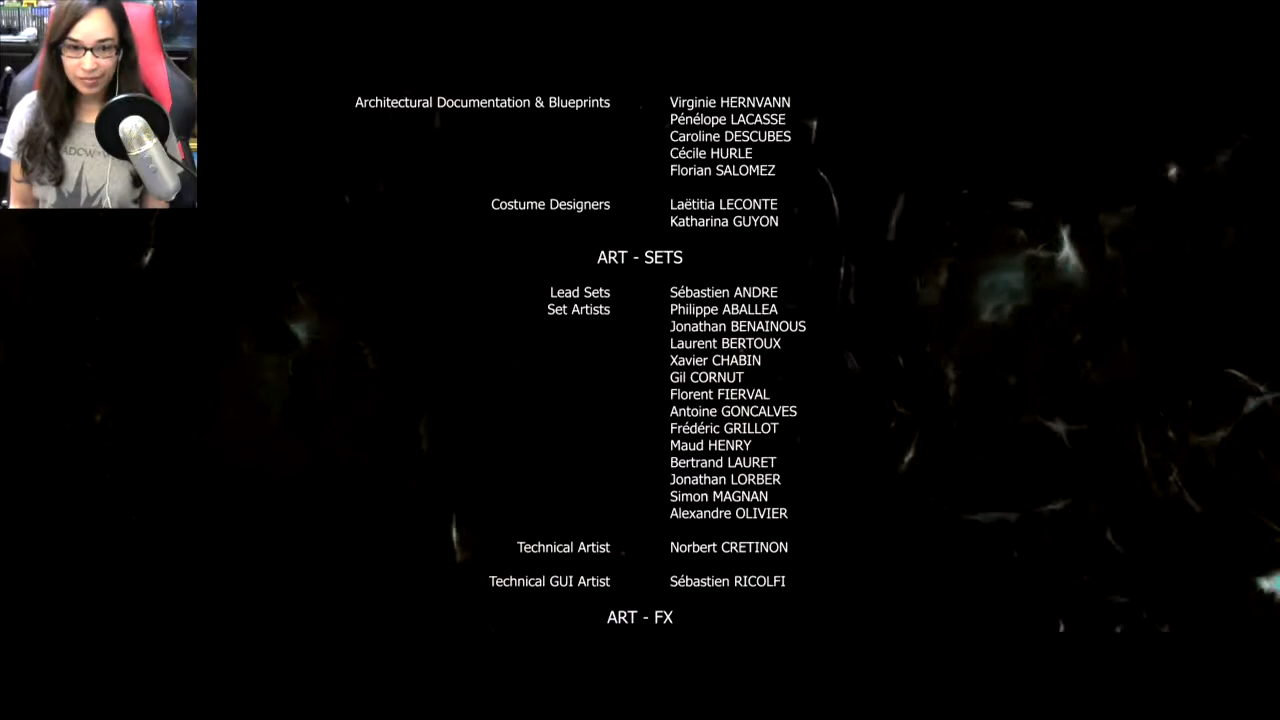 Architectural Documentation & Blueprints Virginie HERNVANN
Pénélope LACASSE
Caroline DESCUBES
Cécile HURLE
Florian SALOMEZ
Costume Designers Laëtitia LECONTE
Katharina GUYON
ART - SETS
Lead Sets Sébastien ANDRE
Set Artists Philippe ABALLEA
Jonathan BENAINOUS
Laurent BERTOUX
Xavier CHABIN
Gil CORNUT
Florent FIERVAL
Antoine GONCALVES
Frédéric GRILLOT
Maud HENRY
Bertrand LAURET
Jonathan LORBER
Simon MAGNAN
Alexandre OLIVIER
Technical Artist Norbert CRETINON
Technical GUI Artist Sébastien RICOLFI
ART - FX